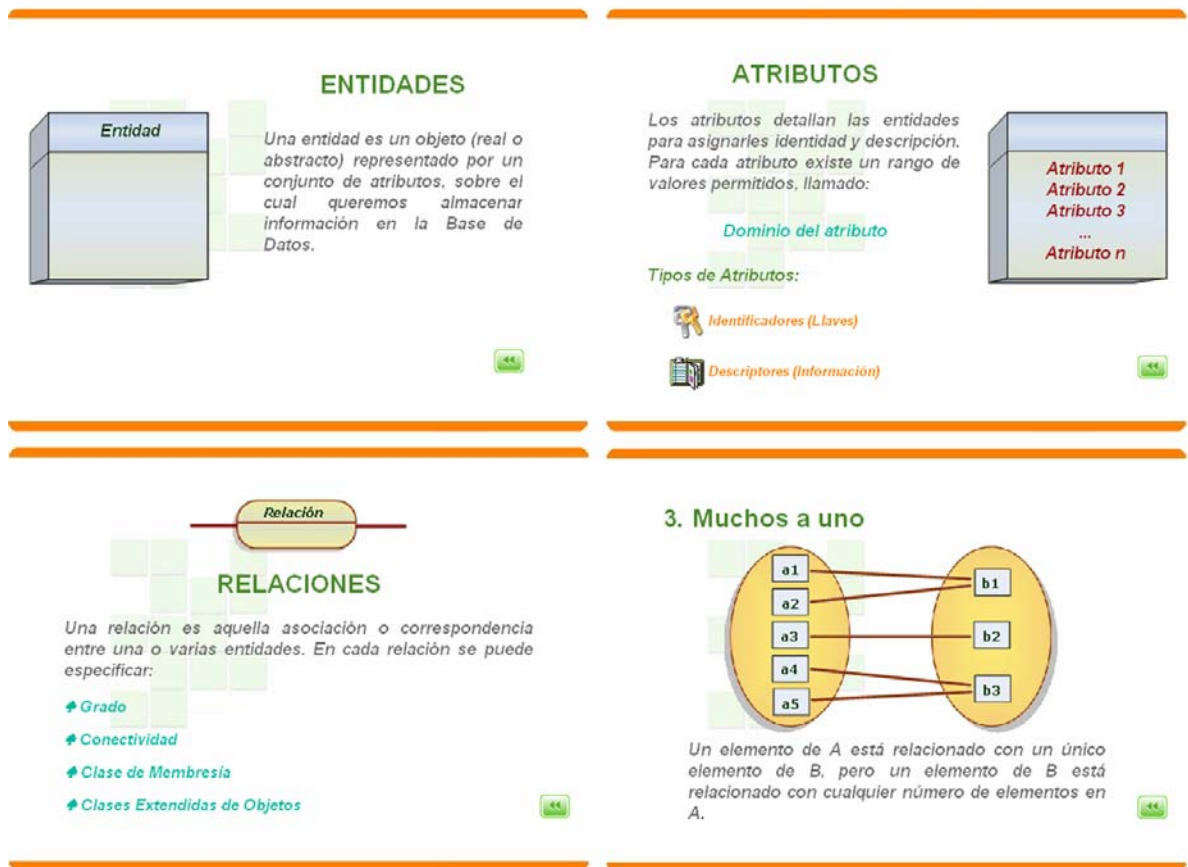 ENTIDADES
Entidad
Una entidad es un objeto (real o
abstracto) representado por un
conjunto de atributos, sobre el
cual queremos almacenar
información en la Base de
Datos.
ATRIBUTOS
Los atributos detallan las entidades
para asignarles identidad y descripción.
Para cada atributo existe un rango de
valores permitidos, llamado:
Dominio del atributo
Tipos de Atributos:
Identificadores (Llaves)
Descriptores (Información)
Atributo 1
Atributo 2
Atributo 3
...
Atributo n
Relación
RELACIONES
Una relación es aquella asociación o correspondencia
entre una o varias entidades. En cada relación se puede
especificar:
Grado
Conectividad
Clase de Membresía
Clases Extendidas de Objetos
3. Muchos a uno
a1
a2
a3
a4
a5
b1
b2
b3
Un elemento de A está relacionado con un único
elemento de B, pero un elemento de B está
relacionado con cualquier número de elementos en
A.